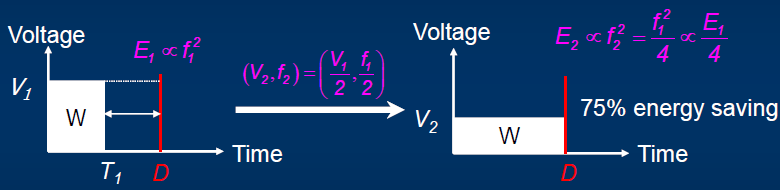 Voltage
E₁ ∝ f₁²
V₁
W
T₁
D
Time
(V₂, f₂) = (V₁/2, f₁/2)
Voltage
E₂ ∝ f₂² = f₁²/4 ∝ E₁/4
V₂
W
75% energy saving
D
Time